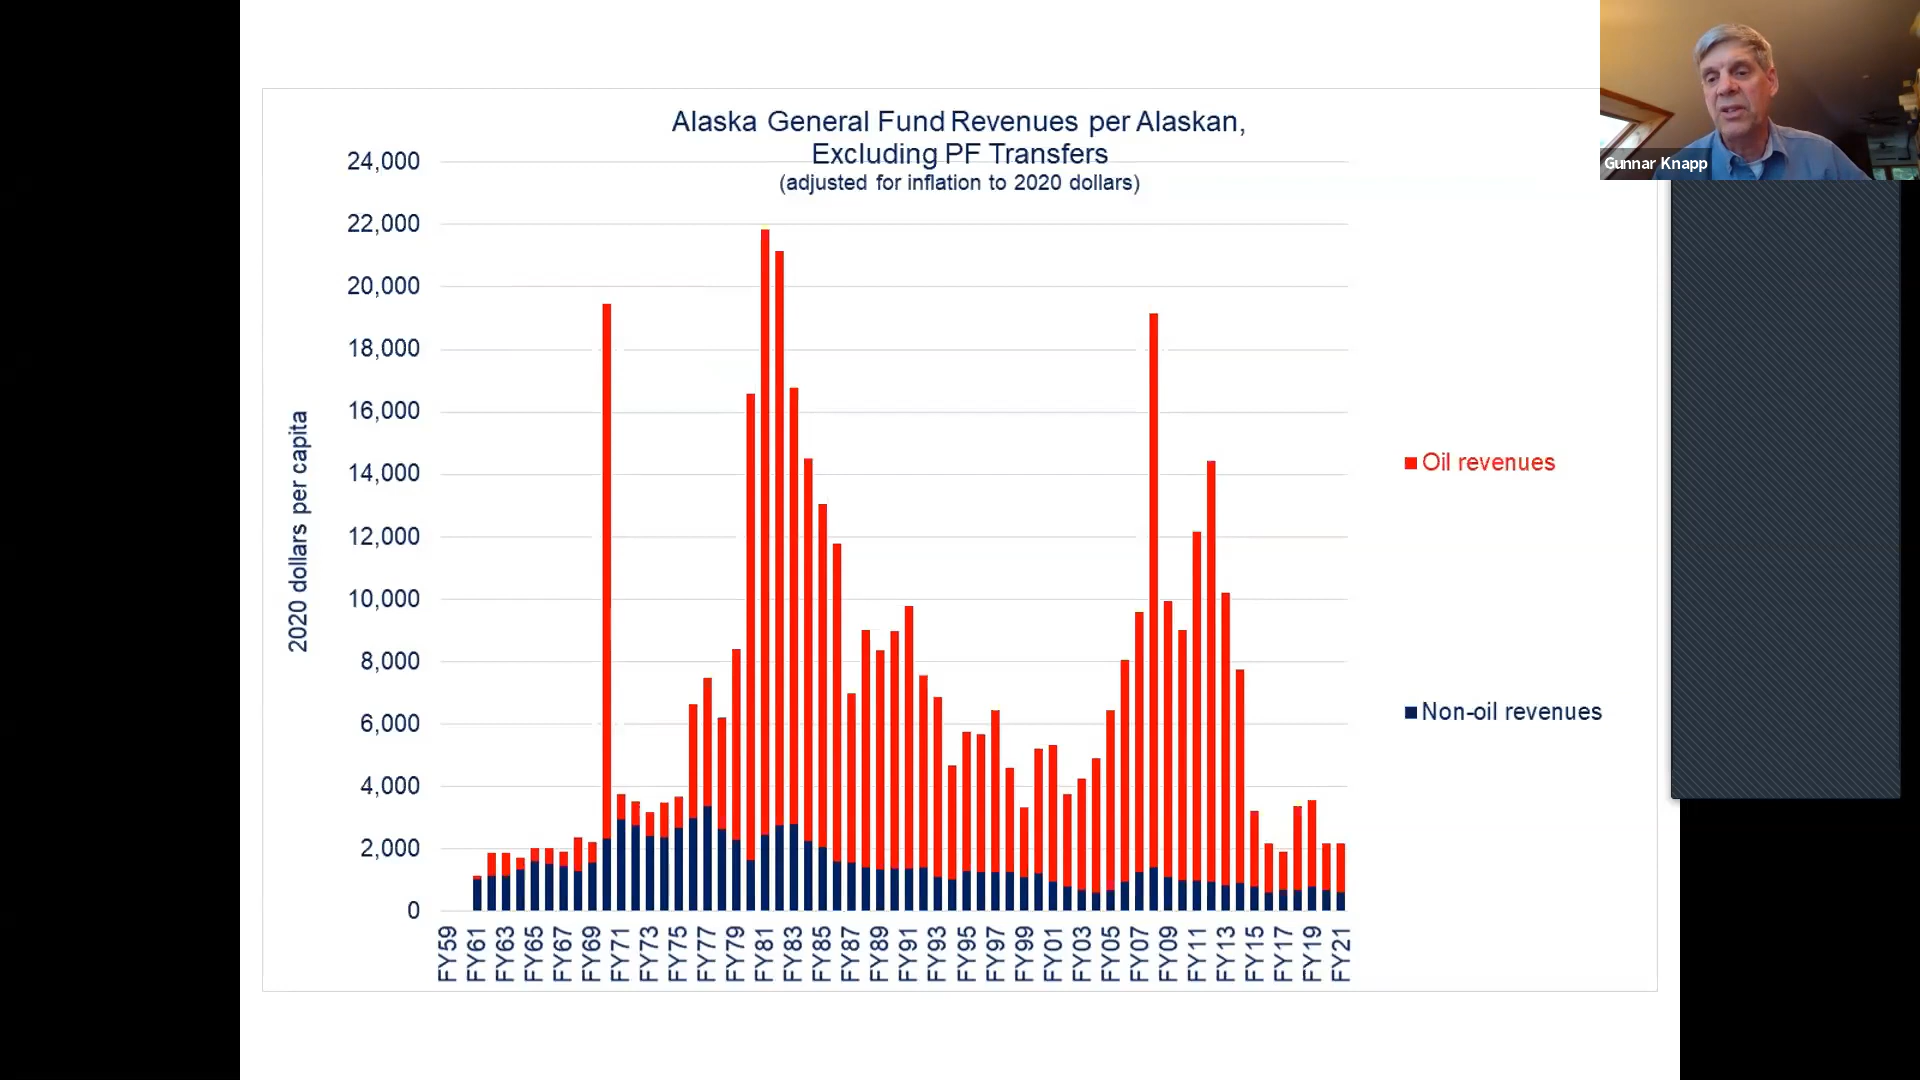 Alaska General Fund Revenues per Alaskan,
Excluding PF Transfers
(adjusted for inflation to 2020 dollars)
Gunnar Knapp
2020 dollars per capita
24,000
22,000
20,000
18,000
16,000
14,000
12,000
10,000
8,000
6,000
4,000
2,000
0
Oil revenues
Non-oil revenues
FY59
FY61
FY63
FY65
FY67
FY69
FY71
FY73
FY75
FY77
FY79
FY81
FY83
FY85
FY87
FY89
FY91
FY93
FY95
FY97
FY99
FY01
FY03
FY05
FY07
FY09
FY11
FY13
FY15
FY17
FY19
FY21